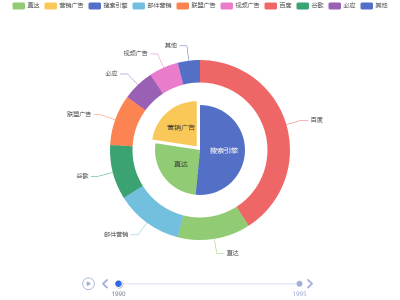 直达 营销广告 搜索引擎 邮件营销 联盟广告 视频广告 百度 谷歌 必应 其他
其他
视频广告
必应
联盟广告
百度
营销广告
搜索引擎
直达
谷歌
邮件营销
直达
1990 1995